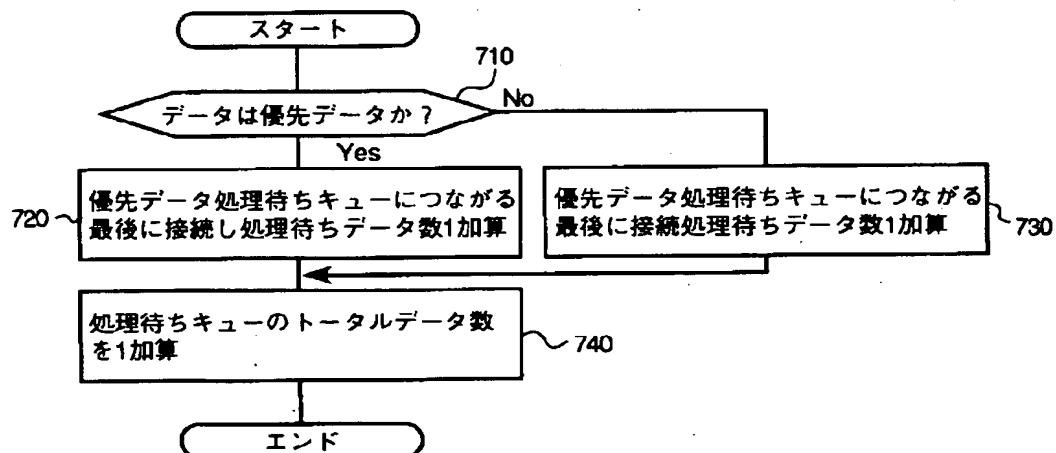 スタート
710
データは優先データか？
No
Yes
720
優先データ処理待ちキューにつながる
最後に接続し処理待ちデータ数1加算
優先データ処理待ちキューにつながる
最後に接続処理待ちデータ数1加算
730
処理待ちキューのトータルデータ数
を1加算
740
エンド